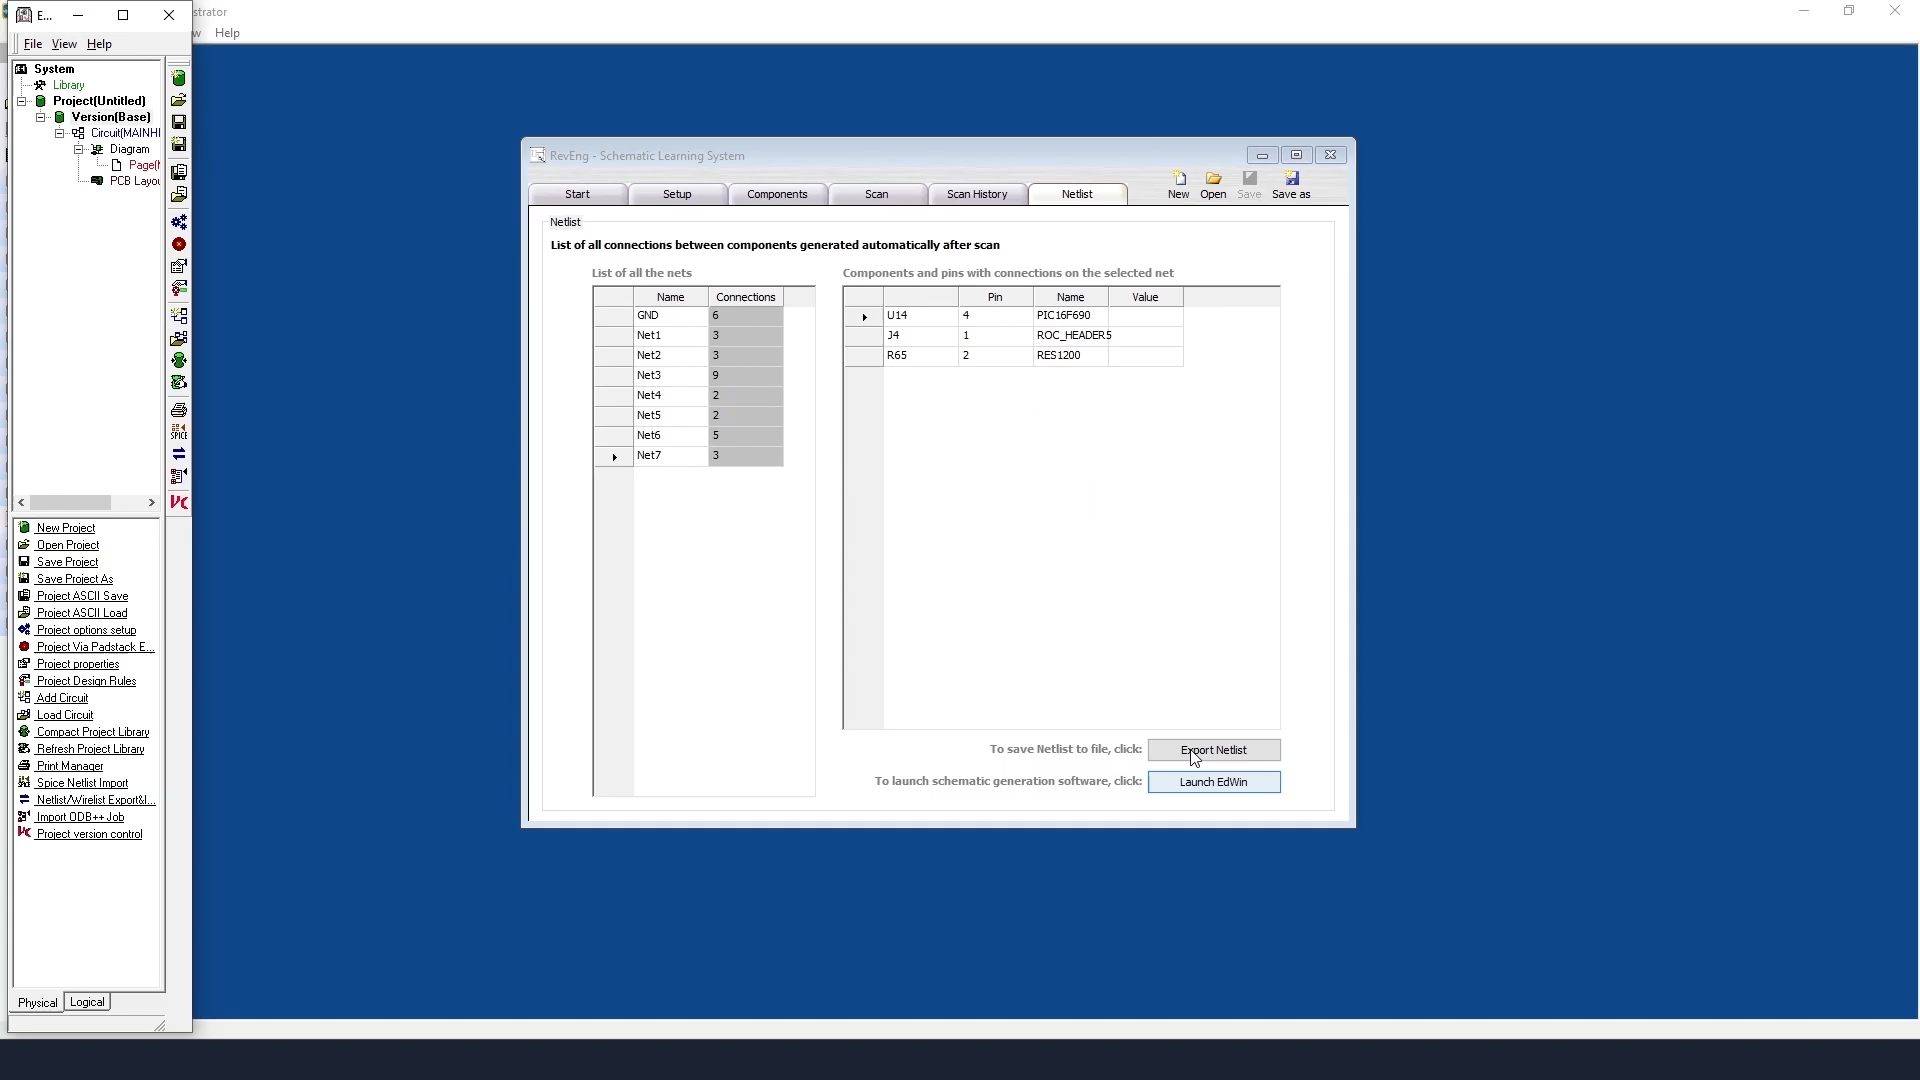 E...
File View Help
System
Library
Project(Untitled)
Version(Base)
Circuit(MAINHI
Diagram
Page(
PCB Layou
SPICE
New Project
Open Project
Save Project
Save Project As
Project ASCII Save
Project ASCII Load
Project options setup
Project Via Padstack E...
Project properties
Project Design Rules
Add Circuit
Load Circuit
Compact Project Library
Refresh Project Library
Print Manager
Spice Netlist Import
Netlist/Wirelist Export&I...
Import ODB++ Job
Project version control
Physical Logical
strator
w Help
RevEng - Schematic Learning System
Start Setup Components Scan Scan History Netlist New Open Save Save as
Netlist
List of all connections between components generated automatically after scan
List of all the nets
Name Connections
GND 6
Net1 3
Net2 3
Net3 9
Net4 2
Net5 2
Net6 5
Net7 3
Components and pins with connections on the selected net
Pin Name Value
U14 4 PIC16F690
J4 1 ROC_HEADER5
R65 2 RES1200
To save Netlist to file, click: Export Netlist
To launch schematic generation software, click: Launch EdWin